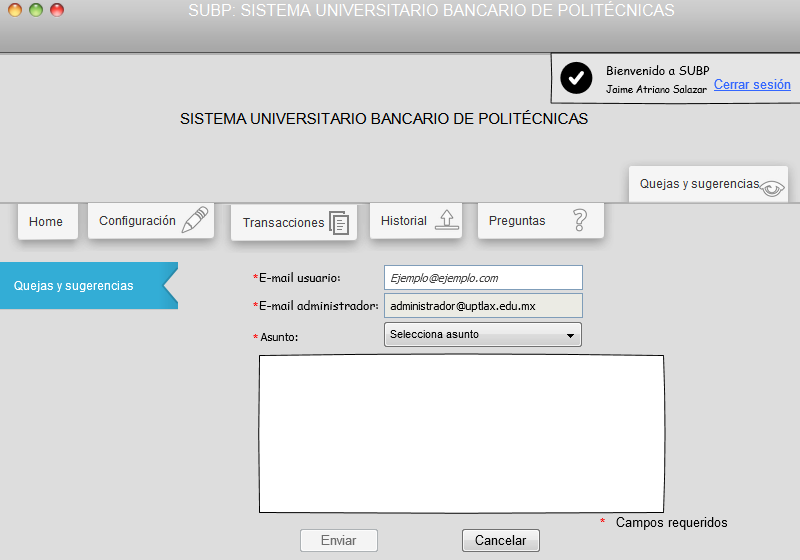 SUBP: SISTEMA UNIVERSITARIO BANCARIO DE POLITÉCNICAS
Bienvenido a SUBP
Jaime Atriano Salazar Cerrar sesión
SISTEMA UNIVERSITARIO BANCARIO DE POLITÉCNICAS
Quejas y sugerencias
Home Configuración Transacciones Historial Preguntas ?
Quejas y sugerencias
*E-mail usuario: Ejemplo@ejemplo.com
*E-mail administrador: administrador@uptlax.edu.mx
*Asunto: Selecciona asunto
* Campos requeridos
Enviar Cancelar